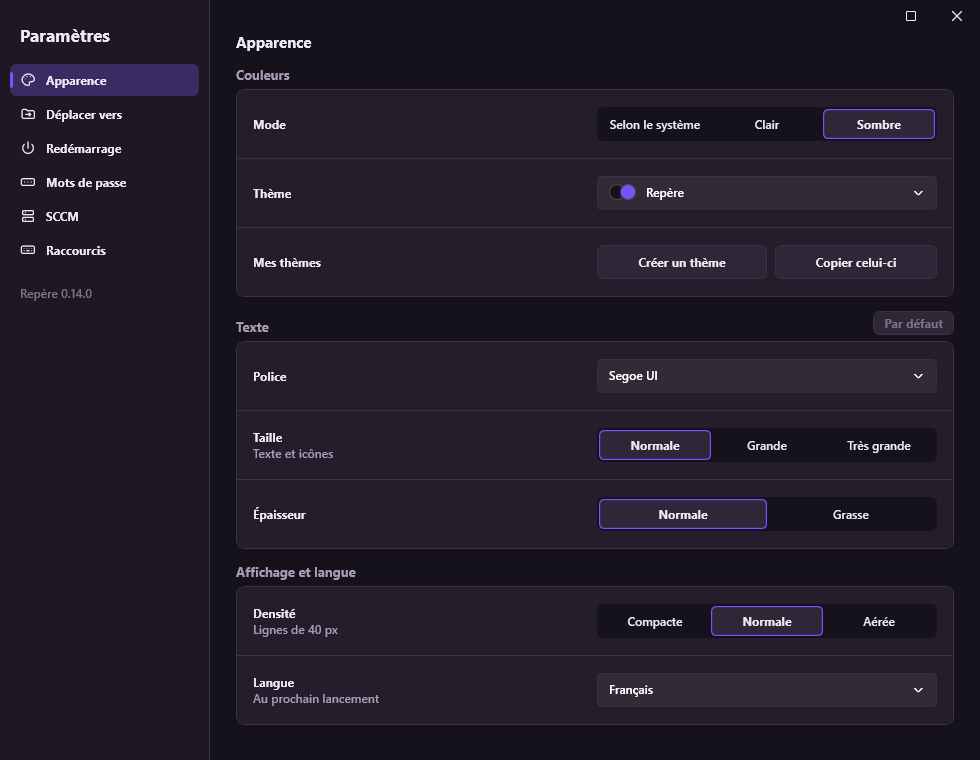 Paramètres
Apparence
Déplacer vers
Redémarrage
Mots de passe
SCCM
Raccourcis
Repère 0.14.0
Apparence
Couleurs
Mode
Selon le système
Clair
Sombre
Thème
Repère
Mes thèmes
Créer un thème
Copier celui-ci
Texte
Par défaut
Police
Segoe UI
Taille
Texte et icônes
Normale
Grande
Très grande
Épaisseur
Normale
Grasse
Affichage et langue
Densité
Lignes de 40 px
Compacte
Normale
Aérée
Langue
Au prochain lancement
Français